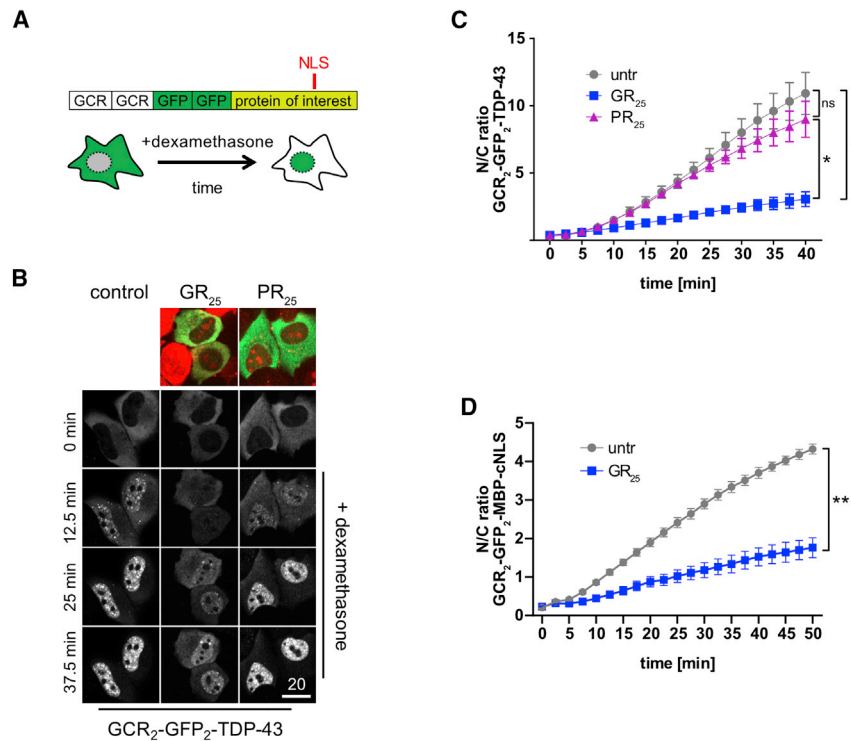 A
NLS
GCR GCR GFP GFP protein of interest
+dexamethasone
time
B
control GR25 PR25
0 min
12.5 min
25 min
37.5 min
+ dexamethasone
20
GCR2-GFP2-TDP-43
C
N/C ratio
GCR2-GFP2-TDP-43
15
10
5
untr
GR25
PR25
ns
*
0 5 10 15 20 25 30 35 40
time [min]
D
N/C ratio
GCR2-GFP2-MBP-cNLS
5
4
3
2
1
0
untr
GR25
**
0 5 10 15 20 25 30 35 40 45 50
time [min]